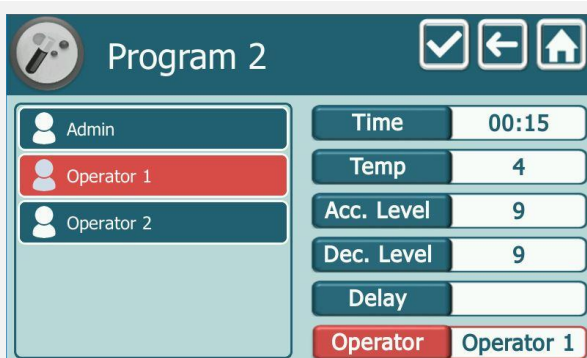 Program 2
Admin
Operator 1
Operator 2
Time 00:15
Temp 4
Acc. Level 9
Dec. Level 9
Delay
Operator Operator 1